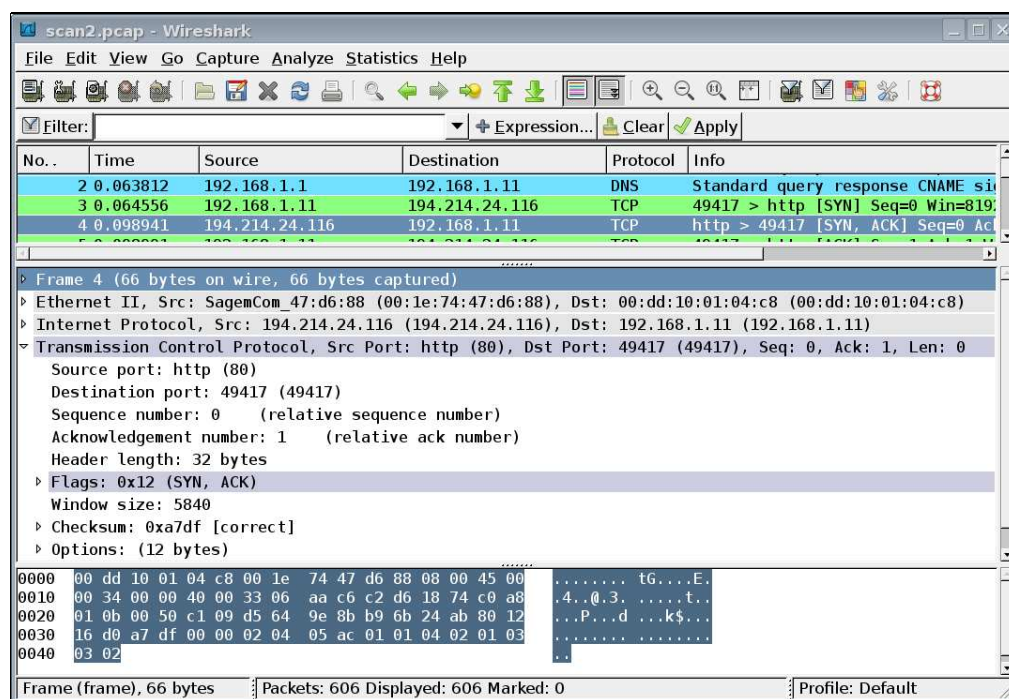 scan2.pcap - Wireshark
File Edit View Go Capture Analyze Statistics Help
Filter: Expression... Clear Apply
No. . Time Source Destination Protocol Info
2 0.063812 192.168.1.1 192.168.1.11 DNS Standard query response CNAME si
3 0.064556 192.168.1.11 194.214.24.116 TCP 49417 > http [SYN] Seq=0 Win=819
4 0.098941 194.214.24.116 192.168.1.11 TCP http > 49417 [SYN, ACK] Seq=0 Ac
Frame 4 (66 bytes on wire, 66 bytes captured)
Ethernet II, Src: SagemCom_47:d6:88 (00:1e:74:47:d6:88), Dst: 00:dd:10:01:04:c8 (00:dd:10:01:04:c8)
Internet Protocol, Src: 194.214.24.116 (194.214.24.116), Dst: 192.168.1.11 (192.168.1.11)
Transmission Control Protocol, Src Port: http (80), Dst Port: 49417 (49417), Seq: 0, Ack: 1, Len: 0
Source port: http (80)
Destination port: 49417 (49417)
Sequence number: 0 (relative sequence number)
Acknowledgement number: 1 (relative ack number)
Header length: 32 bytes
Flags: 0x12 (SYN, ACK)
Window size: 5840
Checksum: 0xa7df [correct]
Options: (12 bytes)
0000 00 dd 10 01 04 c8 00 1e 74 47 d6 88 08 00 45 00 ........ tG....E.
0010 00 34 00 00 40 00 33 06 aa c6 c2 d6 18 74 c0 a8 .4..@.3. .....t..
0020 01 0b 00 50 c1 09 d5 64 9e 8b b9 6b 24 ab 80 12 ...P...d ...k$...
0030 16 d0 a7 df 00 00 02 04 05 ac 01 01 04 02 01 03 ........ ........
0040 03 02 ..
Frame (frame), 66 bytes Packets: 606 Displayed: 606 Marked: 0 Profile: Default